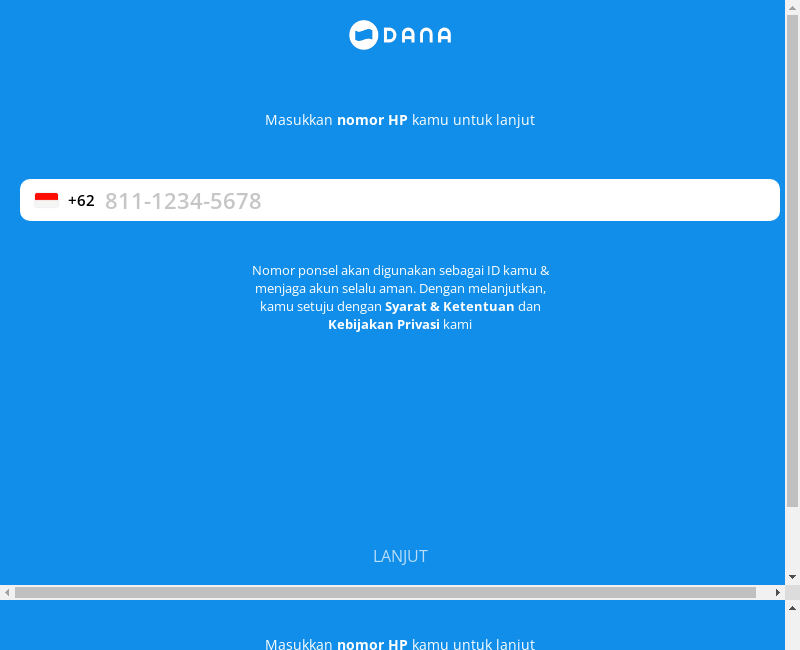 DANA
Masukkan nomor HP kamu untuk lanjut
+62 811-1234-5678
Nomor ponsel akan digunakan sebagai ID kamu &
menjaga akun selalu aman. Dengan melanjutkan,
kamu setuju dengan Syarat & Ketentuan dan
Kebijakan Privasi kami
LANJUT
Masukkan nomor HP kamu untuk lanjut